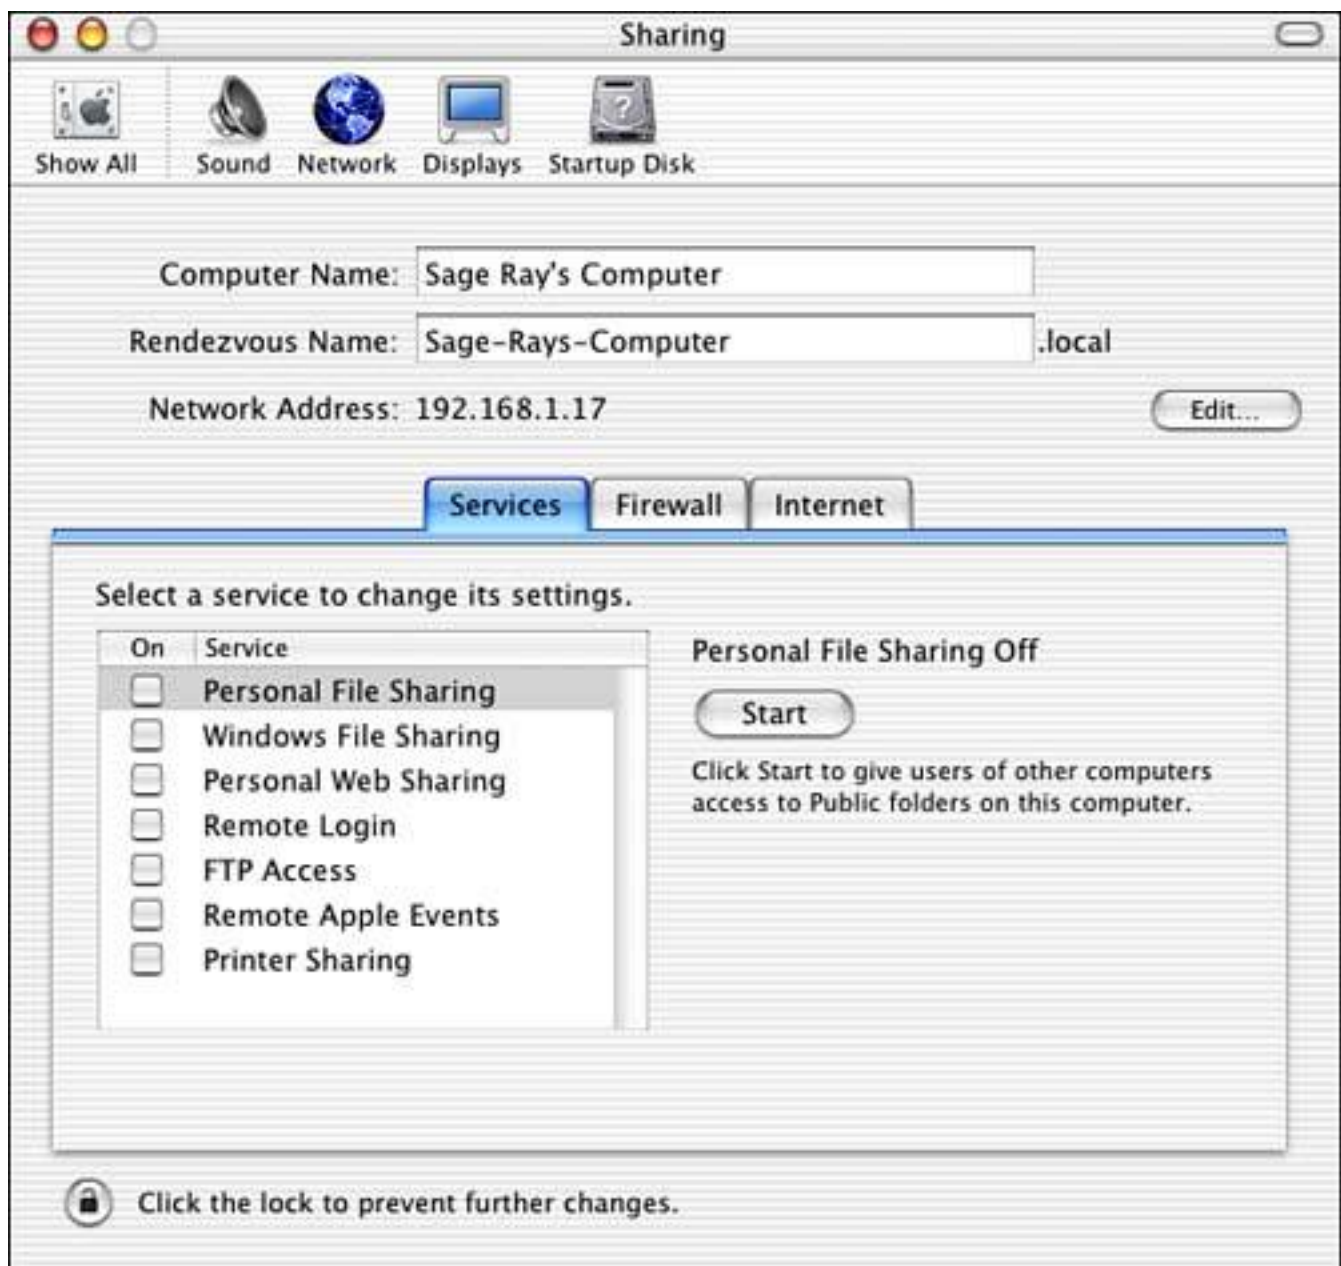 Sharing
Show All Sound Network Displays Startup Disk
Computer Name: Sage Ray's Computer
Rendezvous Name: Sage-Rays-Computer .local
Network Address: 192.168.1.17 Edit...
Services Firewall Internet
Select a service to change its settings.
On Service
Personal File Sharing
Windows File Sharing
Personal Web Sharing
Remote Login
FTP Access
Remote Apple Events
Printer Sharing
Personal File Sharing Off
Start
Click Start to give users of other computers
access to Public folders on this computer.
Click the lock to prevent further changes.